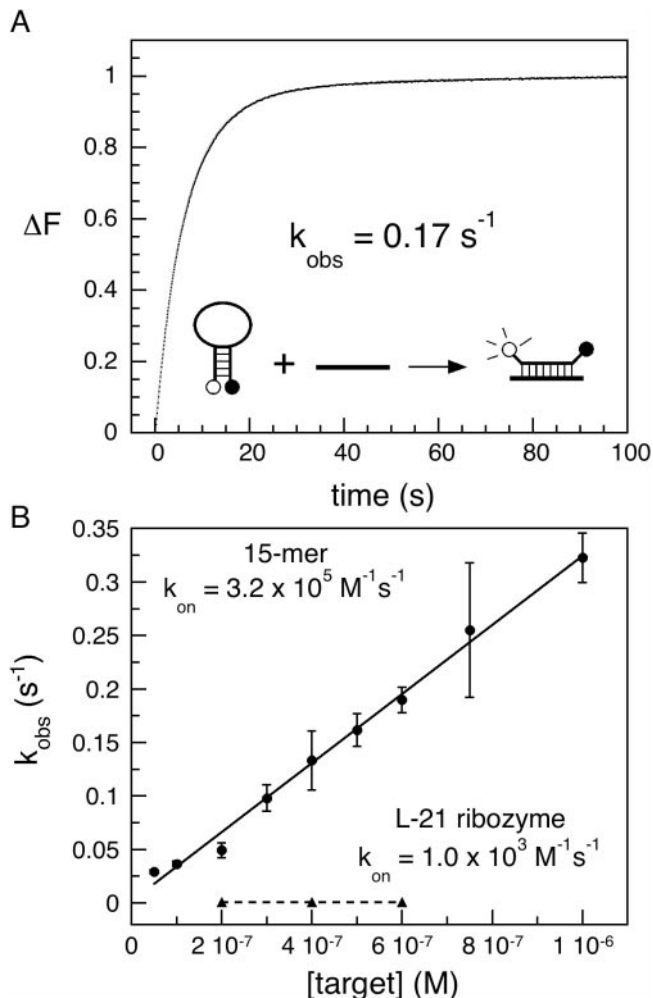 A
1
0.8
ΔF
0.6
k_obs = 0.17 s^-1
0.4
0.2
+
0
0 20 40 60 80 100
time (s)
B
0.35
15-mer
0.3
k_on = 3.2 x 10^5 M^-1s^-1
0.25
k_obs (s^-1)
0.2
0.15
0.1
L-21 ribozyme
k_on = 1.0 x 10^3 M^-1s^-1
0.05
0
0 2 10^-7 4 10^-7 6 10^-7 8 10^-7 1 10^-6
[target] (M)